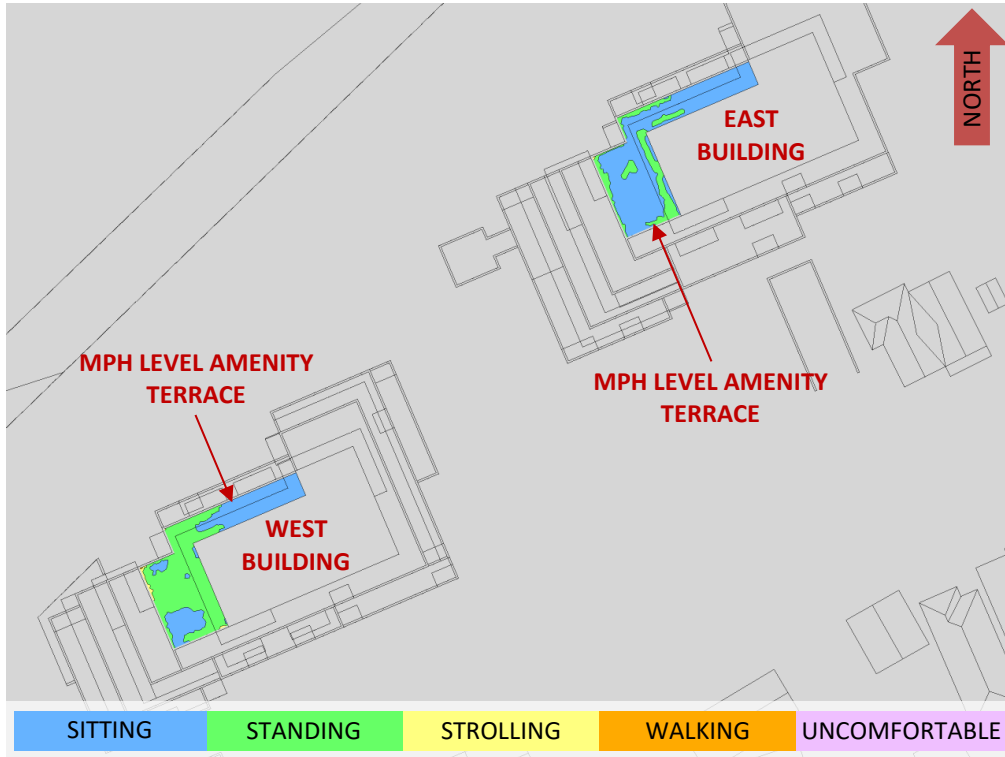 NORTH
EAST
BUILDING
MPH LEVEL AMENITY
TERRACE
MPH LEVEL AMENITY
TERRACE
WEST
BUILDING
SITTING
STANDING
STROLLING
WALKING
UNCOMFORTABLE